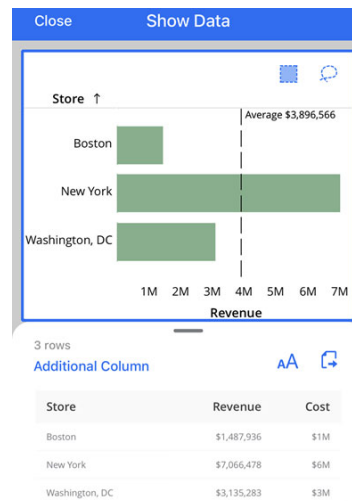 Close Show Data
Store ↑
Average $3,896,566
Boston
New York
Washington, DC
1M 2M 3M 4M 5M 6M 7M
Revenue
3 rows
Additional Column AA
Store Revenue Cost
Boston $1,487,936 $1M
New York $7,066,478 $6M
Washington, DC $3,135,283 $3M